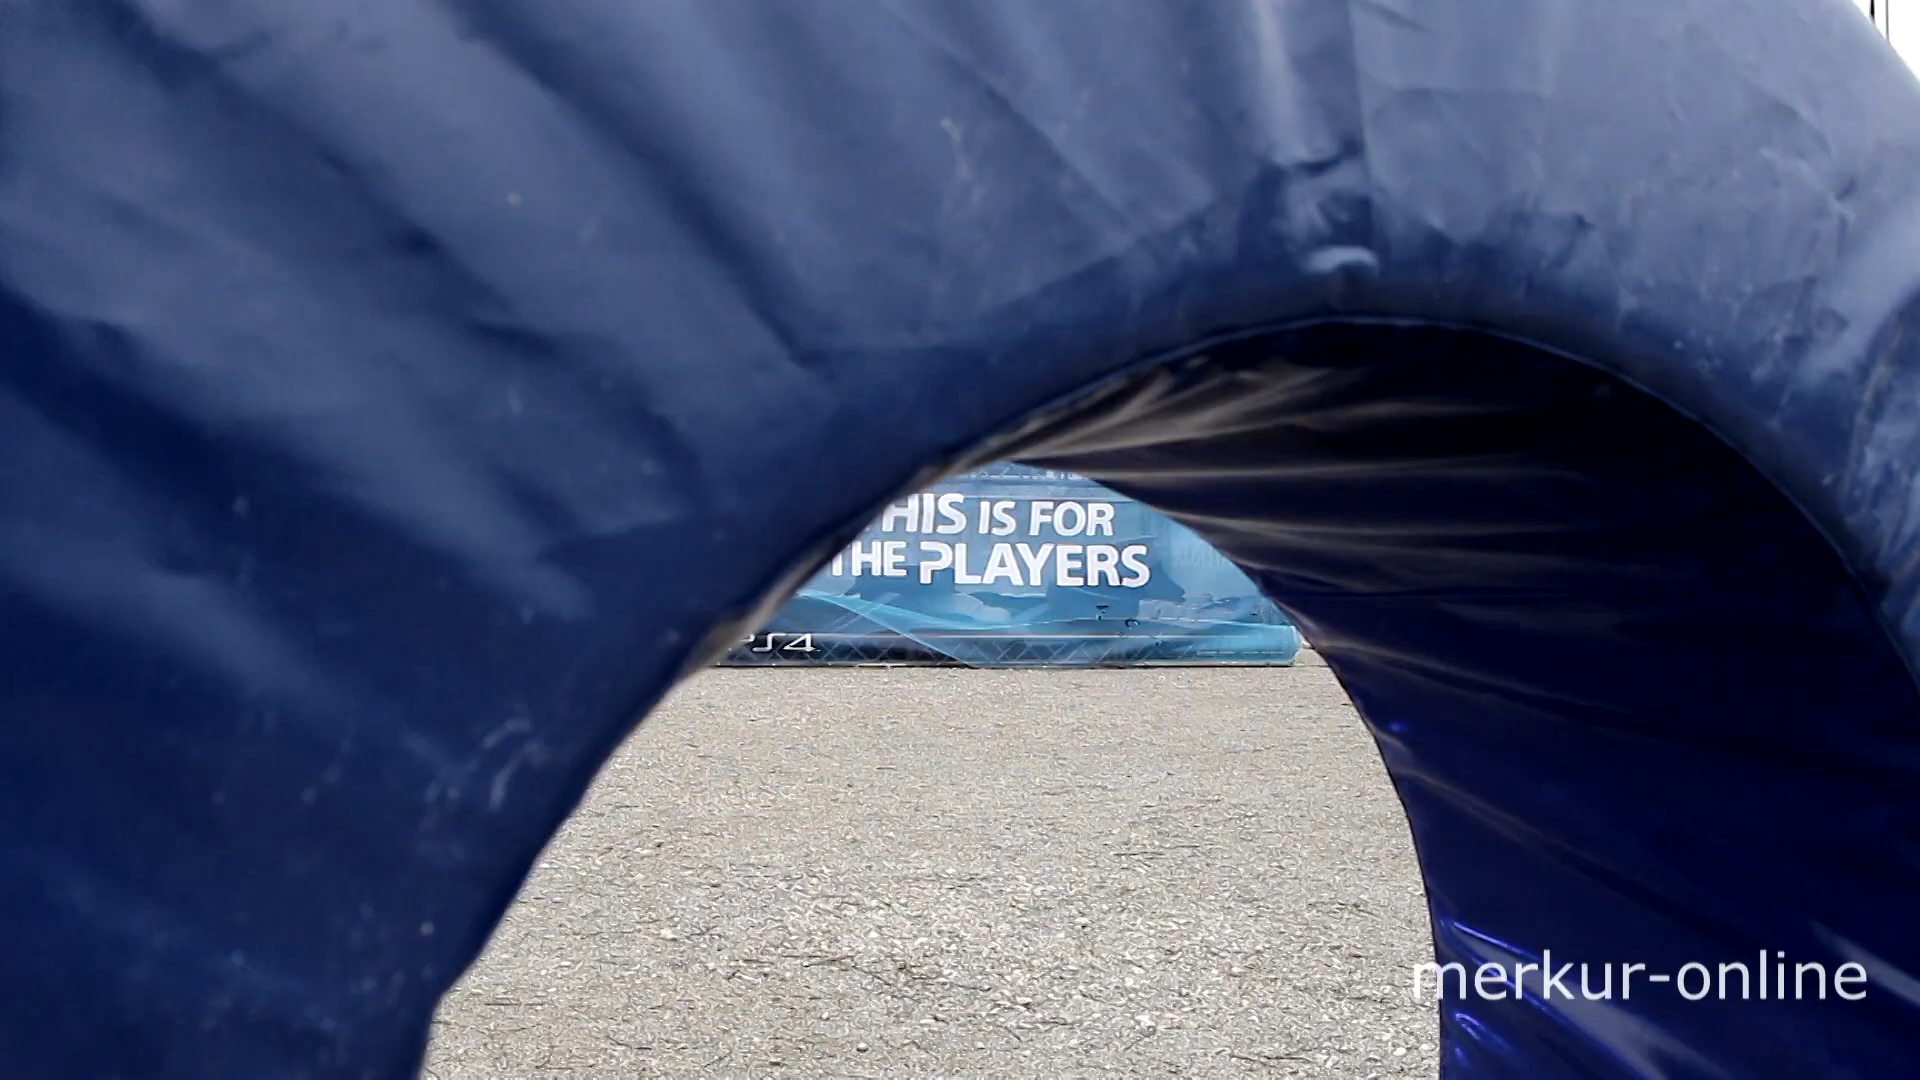 HIS IS FOR
THE PLAYERS
PS4
merkur-online